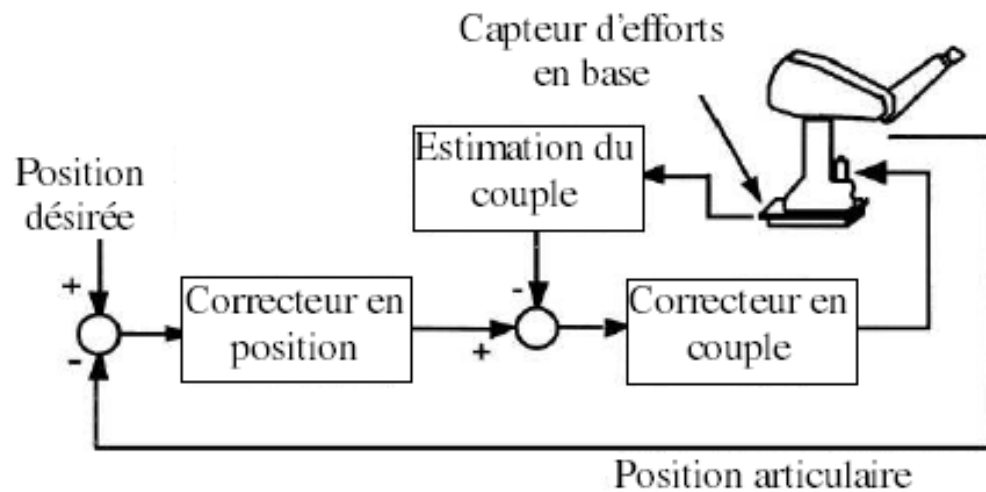 Capteur d'efforts
en base
Estimation du
couple
Position
désirée
+
-
Correcteur en
position
-
+
Correcteur en
couple
Position articulaire